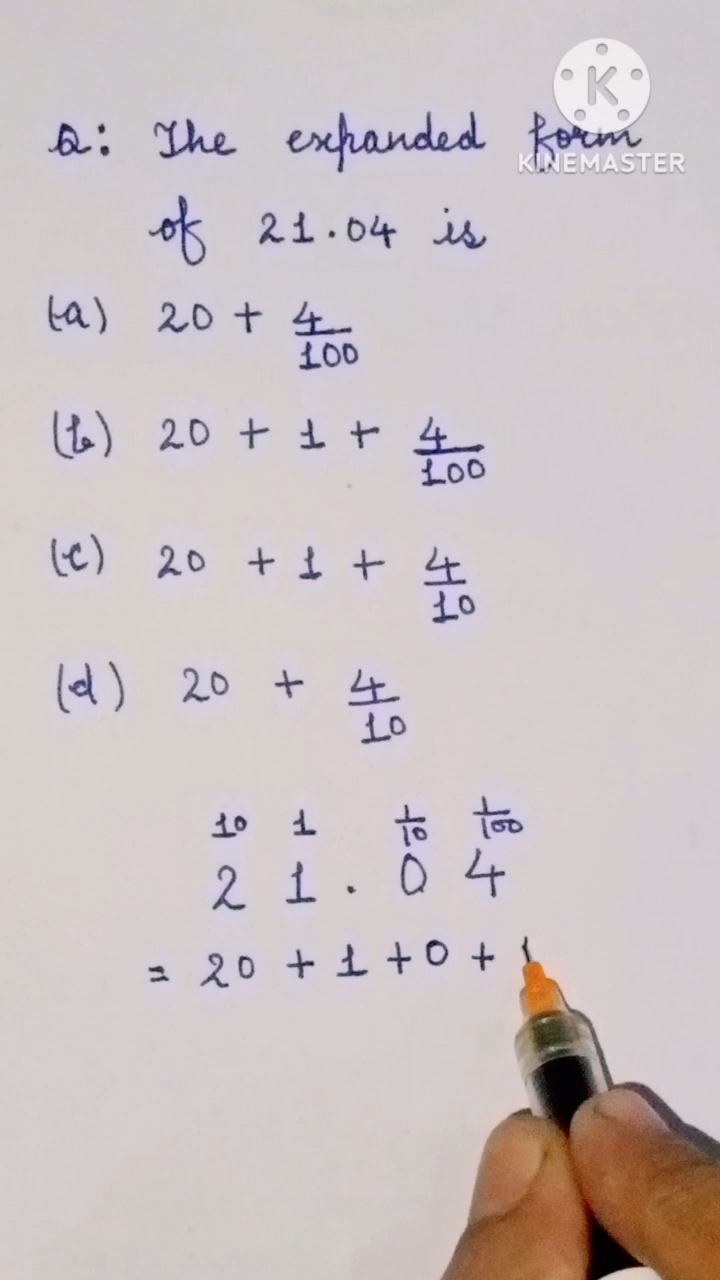 K
KINEMASTER
Q: The expanded form
of 21.04 is
(a) 20 + 4/100
(b) 20 + 1 + 4/100
(c) 20 + 1 + 4/10
(d) 20 + 4/10
10 1 1/10 1/100
2 1 . 0 4
= 20 + 1 + 0 +